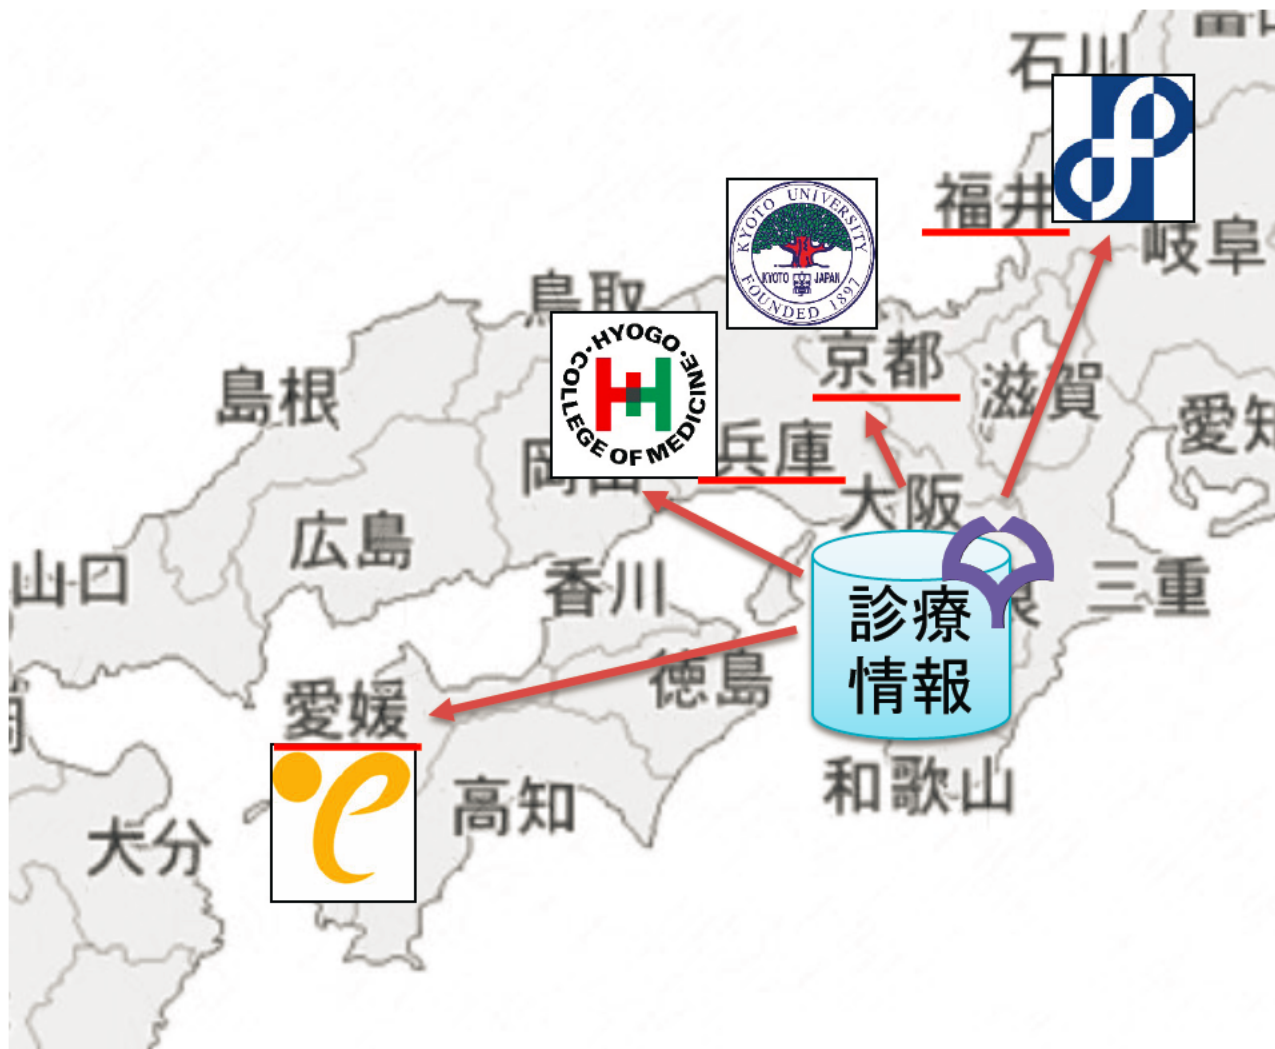 石川
福井
岐阜
KYOTO UNIVERSITY
KYOTO JAPAN
FOUNDED 1897
鳥取
京都
滋賀
愛知
島根
HYOGO
COLLEGE OF MEDICINE
兵庫
大阪
広島
山口
香川
三重
診療
情報
徳島
愛媛
和歌山
高知
大分